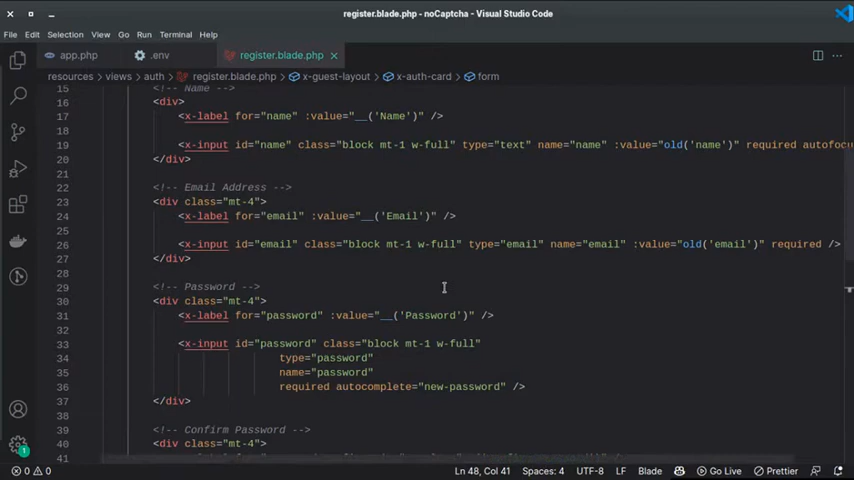 register.blade.php - noCaptcha - Visual Studio Code
File Edit Selection View Go Run Terminal Help
app.php .env register.blade.php
resources views auth register.blade.php x-guest-layout x-auth-card form
15 <!-- Name -->
16 <div>
17 <x-label for="name" :value="__('Name')" />
18
19 <x-input id="name" class="block mt-1 w-full" type="text" name="name" :value="old('name')" required autofoc
20 </div>
21
22 <!-- Email Address -->
23 <div class="mt-4">
24 <x-label for="email" :value="__('Email')" />
25
26 <x-input id="email" class="block mt-1 w-full" type="email" name="email" :value="old('email')" required />
27 </div>
28
29 <!-- Password -->
30 <div class="mt-4">
31 <x-label for="password" :value="__('Password')" />
32
33 <x-input id="password" class="block mt-1 w-full"
34 type="password"
35 name="password"
36 required autocomplete="new-password" />
37 </div>
38
39 <!-- Confirm Password -->
40 <div class="mt-4">
41
1
0 0 Ln 48, Col 41 Spaces: 4 UTF-8 LF Blade Go Live Prettier